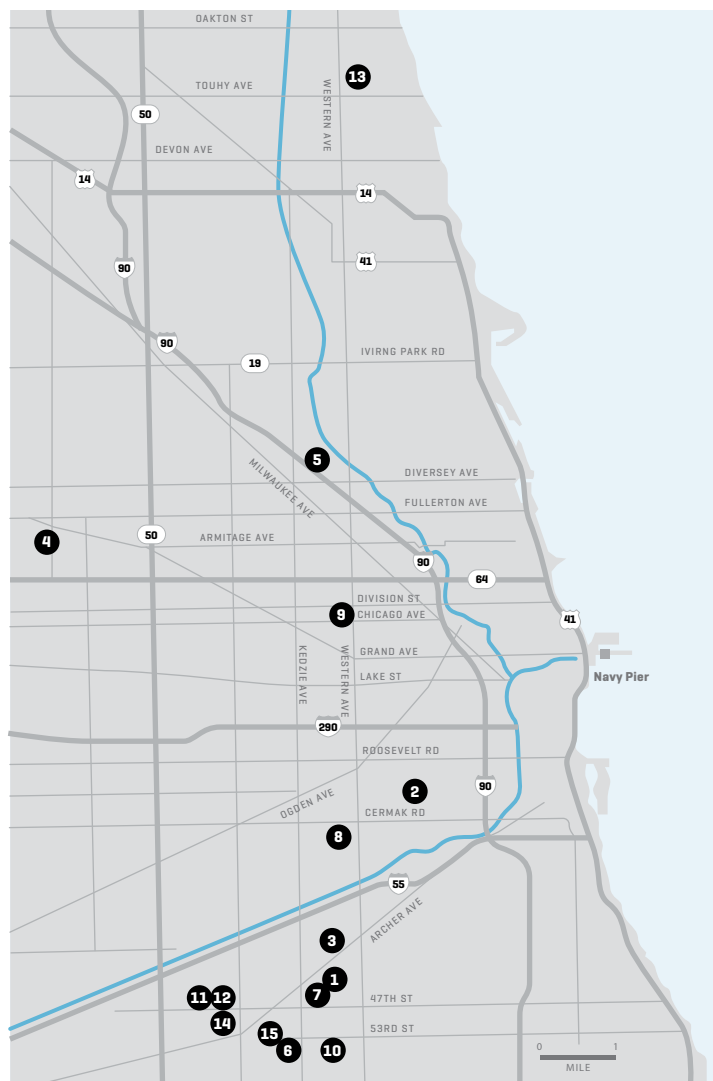 OAKTON ST
13
TOUHY AVE
WESTERN AVE
50
DEVON AVE
14
14
41
90
90
19
IVIRNG PARK RD
5
MILWAUKEE AVE
DIVERSEY AVE
FULLERTON AVE
50
ARMITAGE AVE
4
90
64
DIVISION ST
9
CHICAGO AVE
41
KEDZIE AVE
WESTERN AVE
GRAND AVE
LAKE ST
Navy Pier
290
ROOSEVELT RD
90
2
OGDEN AVE
CERMAK RD
8
55
ARCHER AVE
3
1
7
11
12
47TH ST
14
15
53RD ST
6
10
0
1
MILE